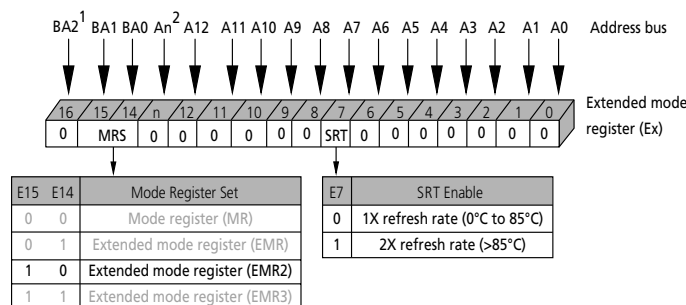 BA2¹ BA1 BA0 An² A12 A11 A10 A9 A8 A7 A6 A5 A4 A3 A2 A1 A0 Address bus
16 15 14 n 12 11 10 9 8 7 6 5 4 3 2 1 0
Extended mode
register (Ex)
0 MRS 0 0 0 0 0 0 SRT 0 0 0 0 0 0 0
E15 E14 Mode Register Set
0 0 Mode register (MR)
0 1 Extended mode register (EMR)
1 0 Extended mode register (EMR2)
1 1 Extended mode register (EMR3)
E7 SRT Enable
0 1X refresh rate (0°C to 85°C)
1 2X refresh rate (>85°C)